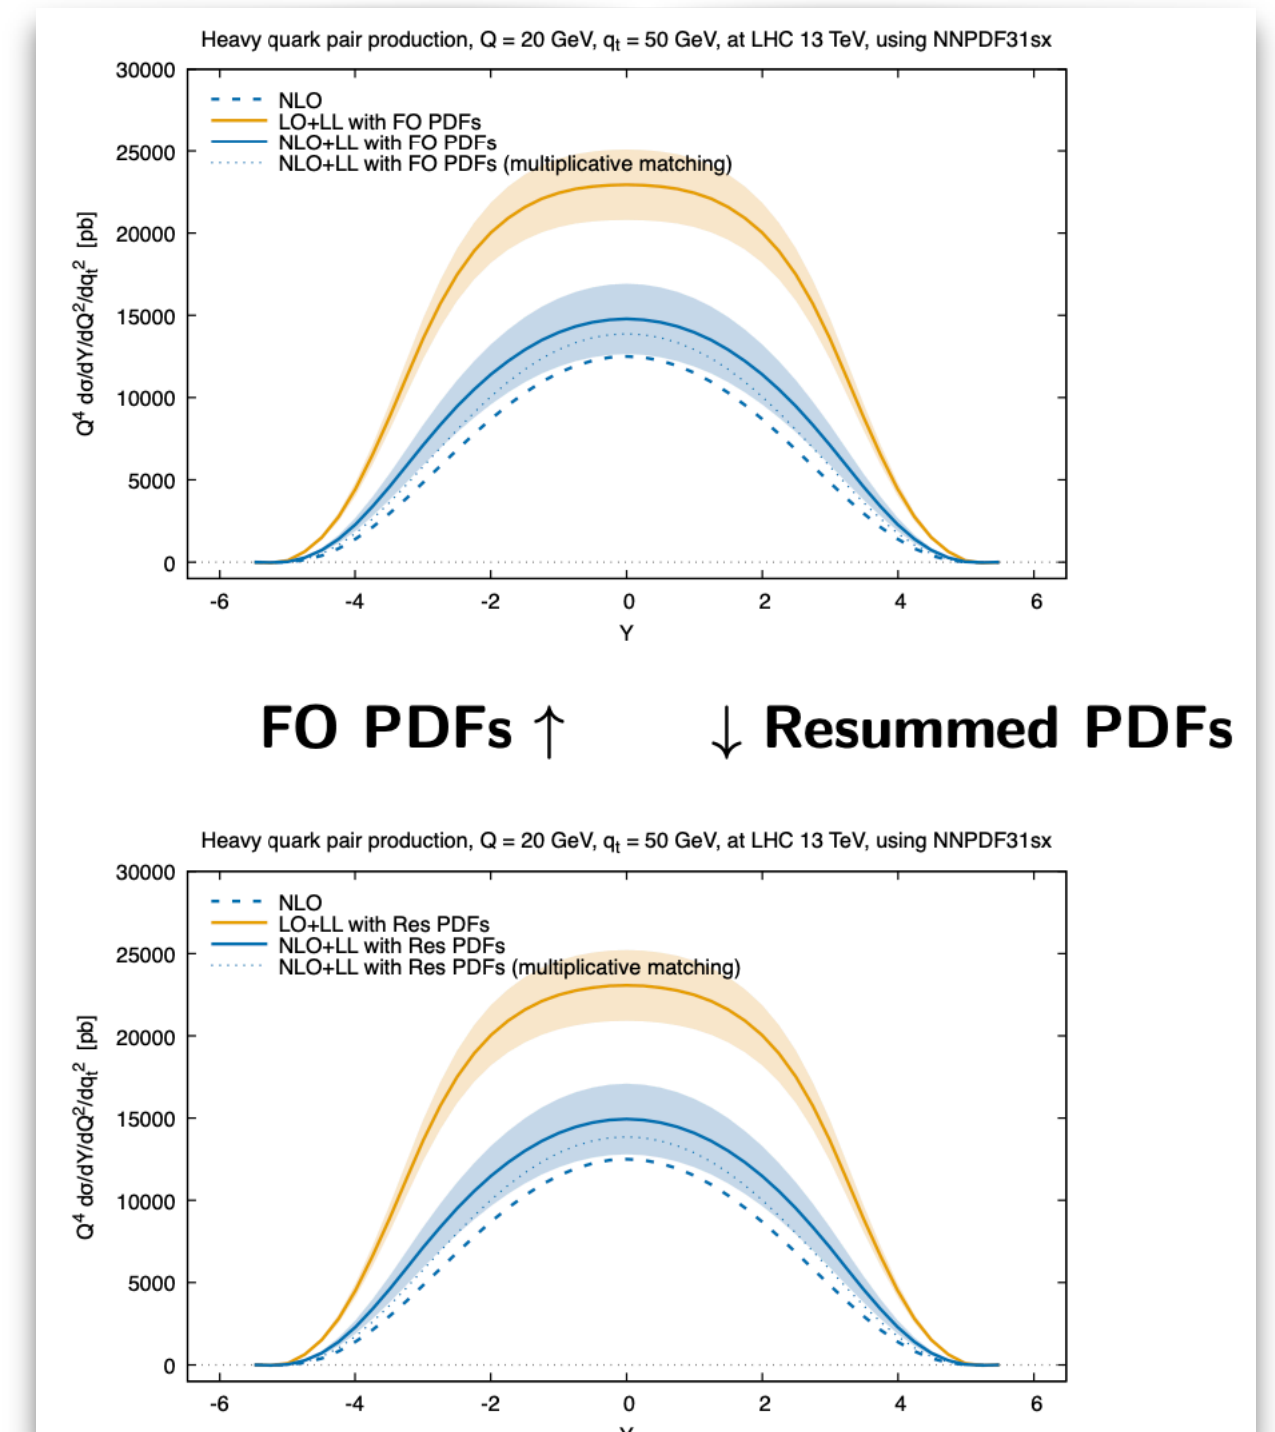 Heavy quark pair production, Q = 20 GeV, qt = 50 GeV, at LHC 13 TeV, using NNPDF31sx
30000
25000
20000
15000
10000
5000
0
Q4 dσ/dY/dQ2/dqt2 [pb]
NLO
LO+LL with FO PDFs
NLO+LL with FO PDFs
NLO+LL with FO PDFs (multiplicative matching)
-6 -4 -2 0 2 4 6
Y
FO PDFs ↑ ↓ Resummed PDFs
Heavy quark pair production, Q = 20 GeV, qt = 50 GeV, at LHC 13 TeV, using NNPDF31sx
30000
25000
20000
15000
10000
5000
0
Q4 dσ/dY/dQ2/dqt2 [pb]
NLO
LO+LL with Res PDFs
NLO+LL with Res PDFs
NLO+LL with Res PDFs (multiplicative matching)
-6 -4 -2 0 2 4 6